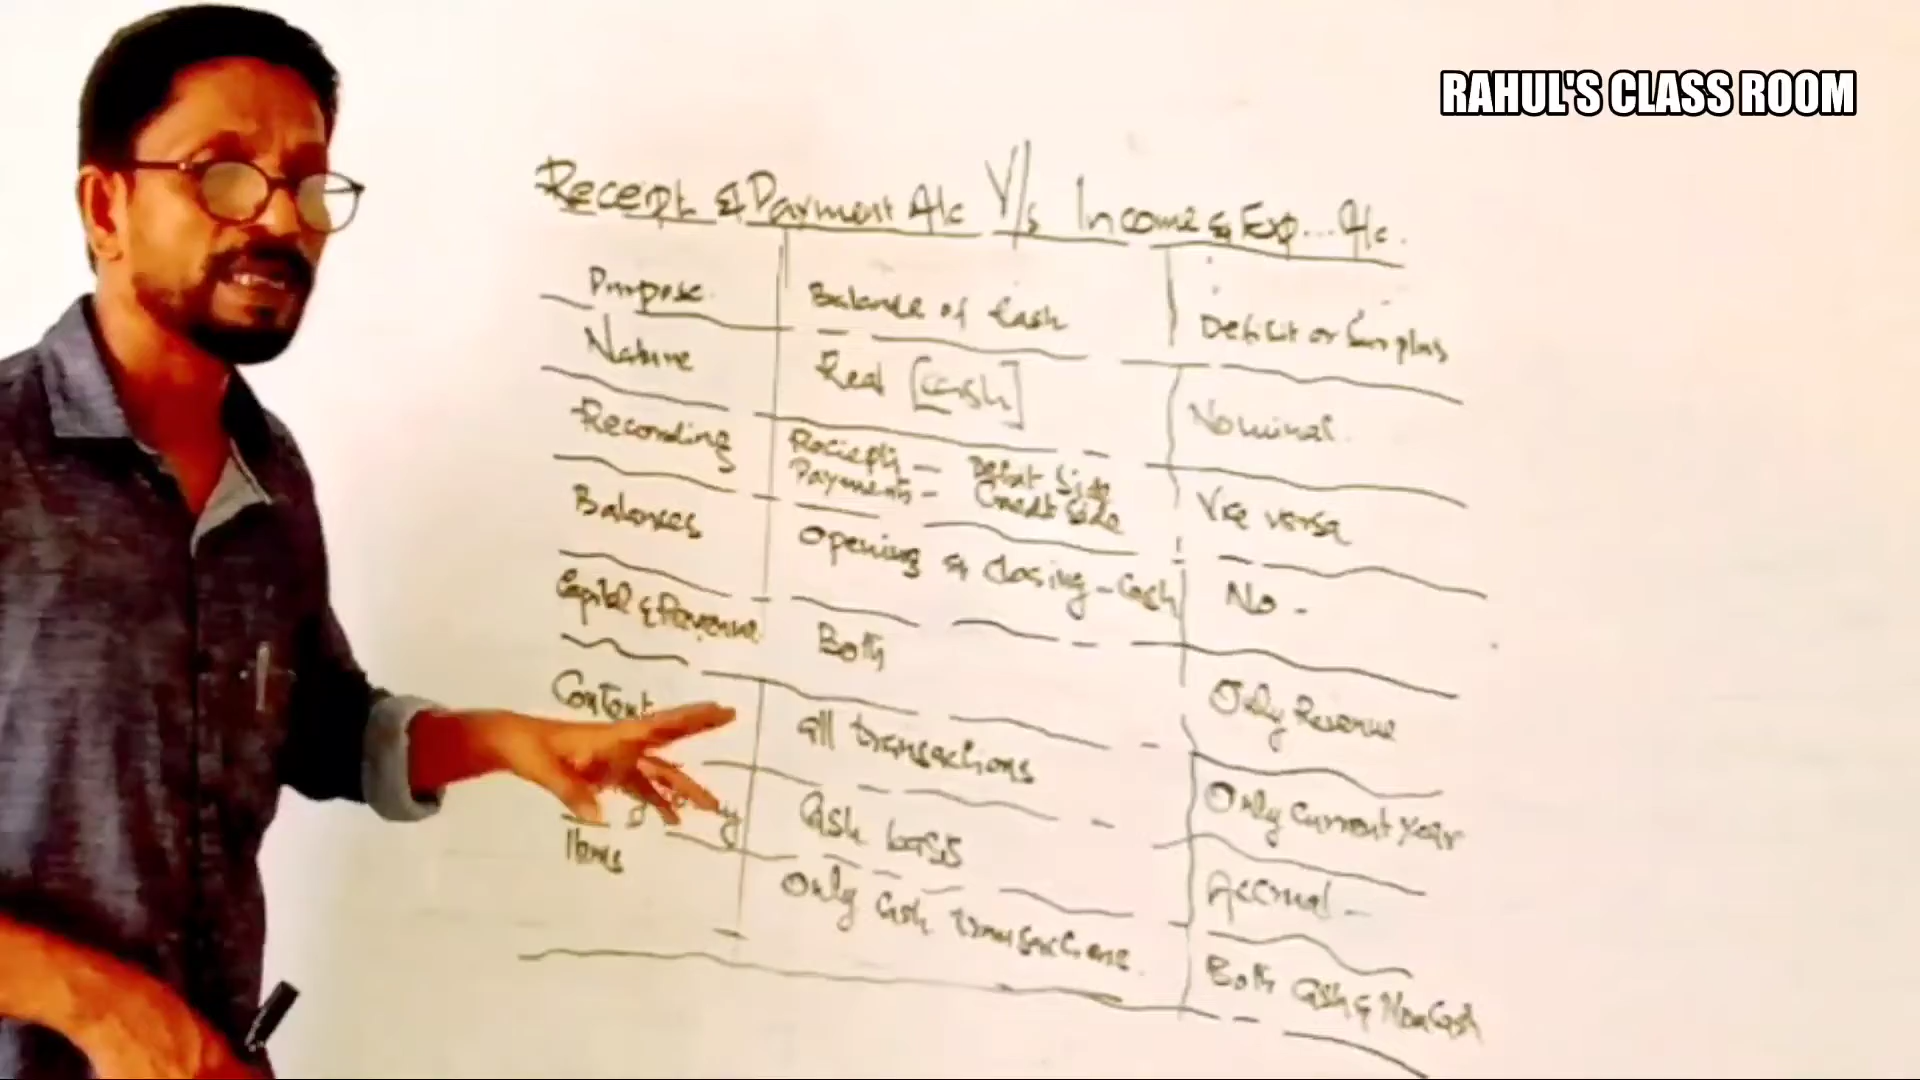 RAHUL'S CLASS ROOM
Receipt & Payment A/c V/s Income & Exp... A/c.
Purpose. Balance of Cash Deficit or Surplus
Nature Real [cash] Nominal.
Recording Reciepts – Debit Side Vice versa
Payments – Credit Side
Balances Opening & Closing – Cash No -
Capital & Revenue Both Only Revenue
Content all transactions Only Current Year
Cash basis Accrual –
Items Only Cash transactions. Both Cash & Non Cash